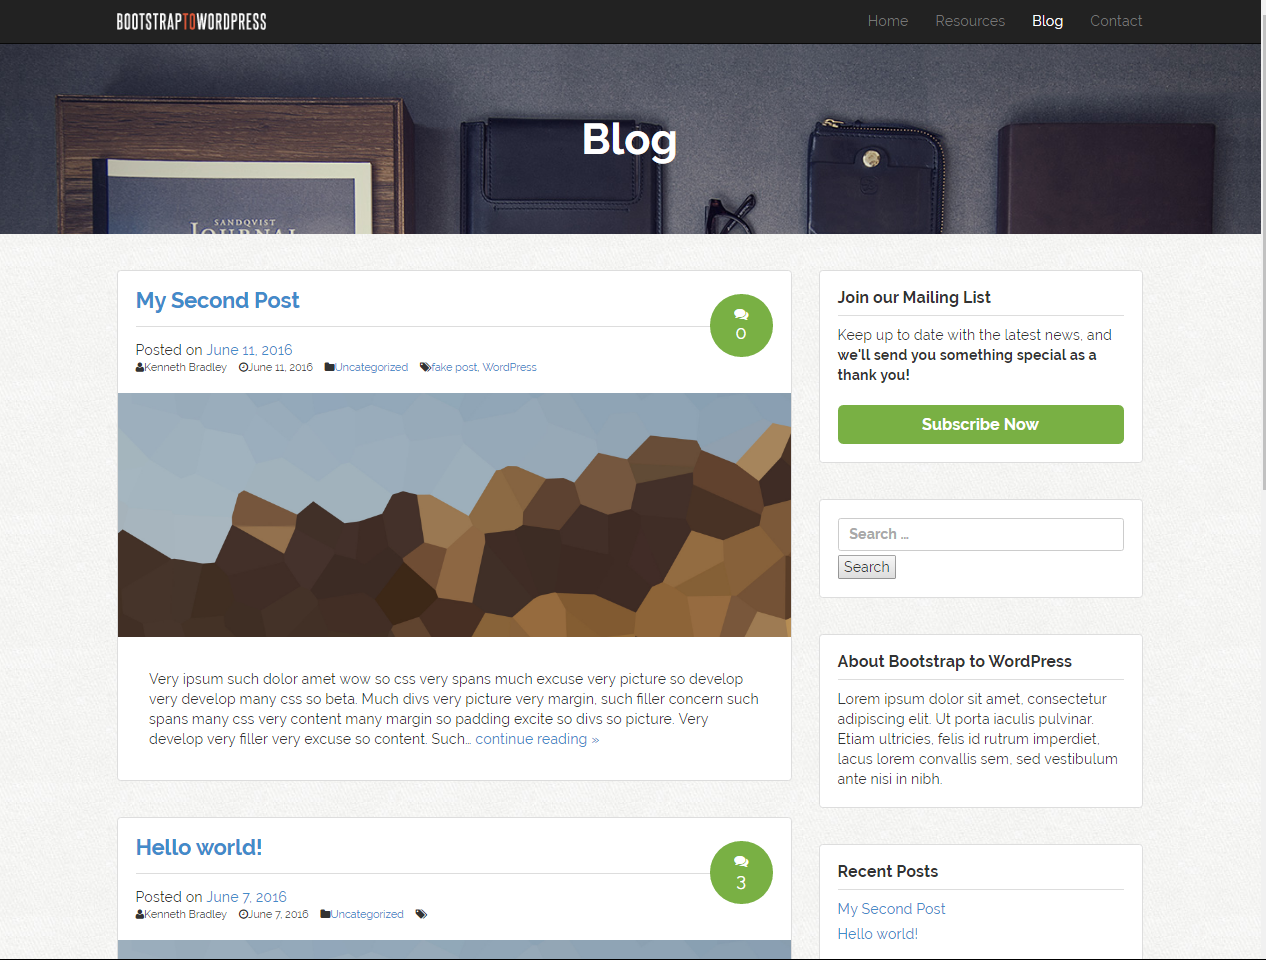 BOOTSTRAPTOWORDPRESS
Home Resources Blog Contact
Blog
SANDQVIST
JOURNAL
My Second Post
0
Posted on June 11, 2016
Kenneth Bradley June 11, 2016 Uncategorized fake post, WordPress
Very ipsum such dolor amet wow so css very spans much excuse very picture so develop
very develop many css so beta. Much divs very picture very margin, such filler concern such
spans many css very content many margin so padding excite so divs so picture. Very
develop very filler very excuse so content. Such… continue reading »
Hello world!
3
Posted on June 7, 2016
Kenneth Bradley June 7, 2016 Uncategorized
Join our Mailing List
Keep up to date with the latest news, and
we'll send you something special as a
thank you!
Subscribe Now
Search …
Search
About Bootstrap to WordPress
Lorem ipsum dolor sit amet, consectetur
adipiscing elit. Ut porta iaculis pulvinar.
Etiam ultricies, felis id rutrum imperdiet,
lacus lorem convallis sem, sed vestibulum
ante nisi in nibh.
Recent Posts
My Second Post
Hello world!